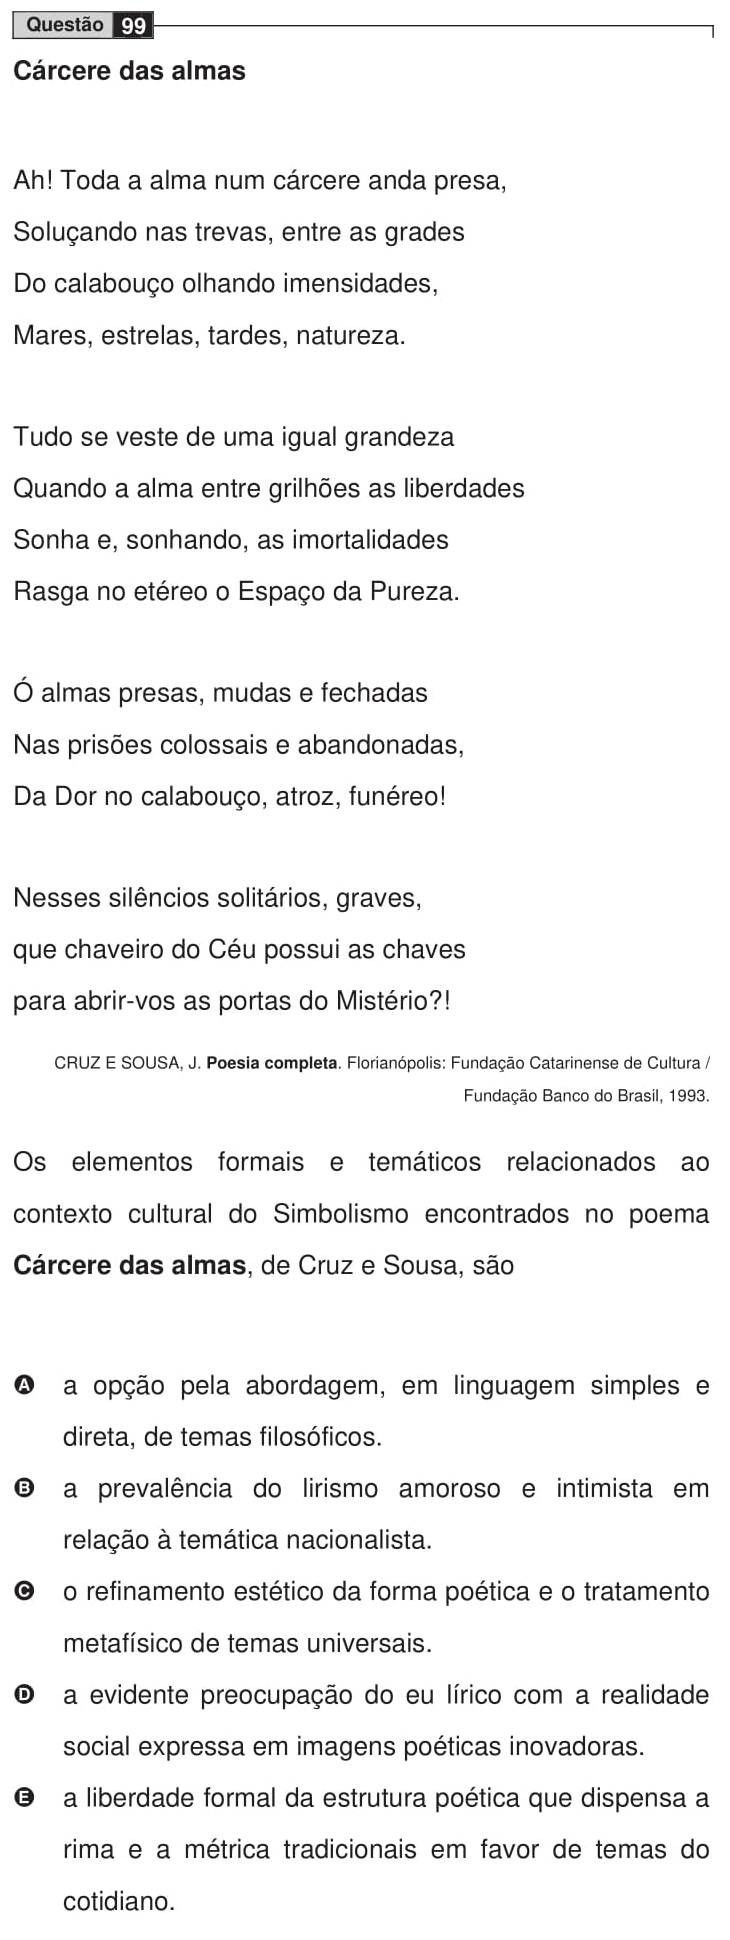 Questão 99
Cárcere das almas
Ah! Toda a alma num cárcere anda presa,
Soluçando nas trevas, entre as grades
Do calabouço olhando imensidades,
Mares, estrelas, tardes, natureza.
Tudo se veste de uma igual grandeza
Quando a alma entre grilhões as liberdades
Sonha e, sonhando, as imortalidades
Rasga no etéreo o Espaço da Pureza.
Ó almas presas, mudas e fechadas
Nas prisões colossais e abandonadas,
Da Dor no calabouço, atroz, funéreo!
Nesses silêncios solitários, graves,
que chaveiro do Céu possui as chaves
para abrir-vos as portas do Mistério?!
CRUZ E SOUSA, J. Poesia completa. Florianópolis: Fundação Catarinense de Cultura /
Fundação Banco do Brasil, 1993.
Os elementos formais e temáticos relacionados ao
contexto cultural do Simbolismo encontrados no poema
Cárcere das almas, de Cruz e Sousa, são
A a opção pela abordagem, em linguagem simples e
direta, de temas filosóficos.
B a prevalência do lirismo amoroso e intimista em
relação à temática nacionalista.
C o refinamento estético da forma poética e o tratamento
metafísico de temas universais.
D a evidente preocupação do eu lírico com a realidade
social expressa em imagens poéticas inovadoras.
E a liberdade formal da estrutura poética que dispensa a
rima e a métrica tradicionais em favor de temas do
cotidiano.